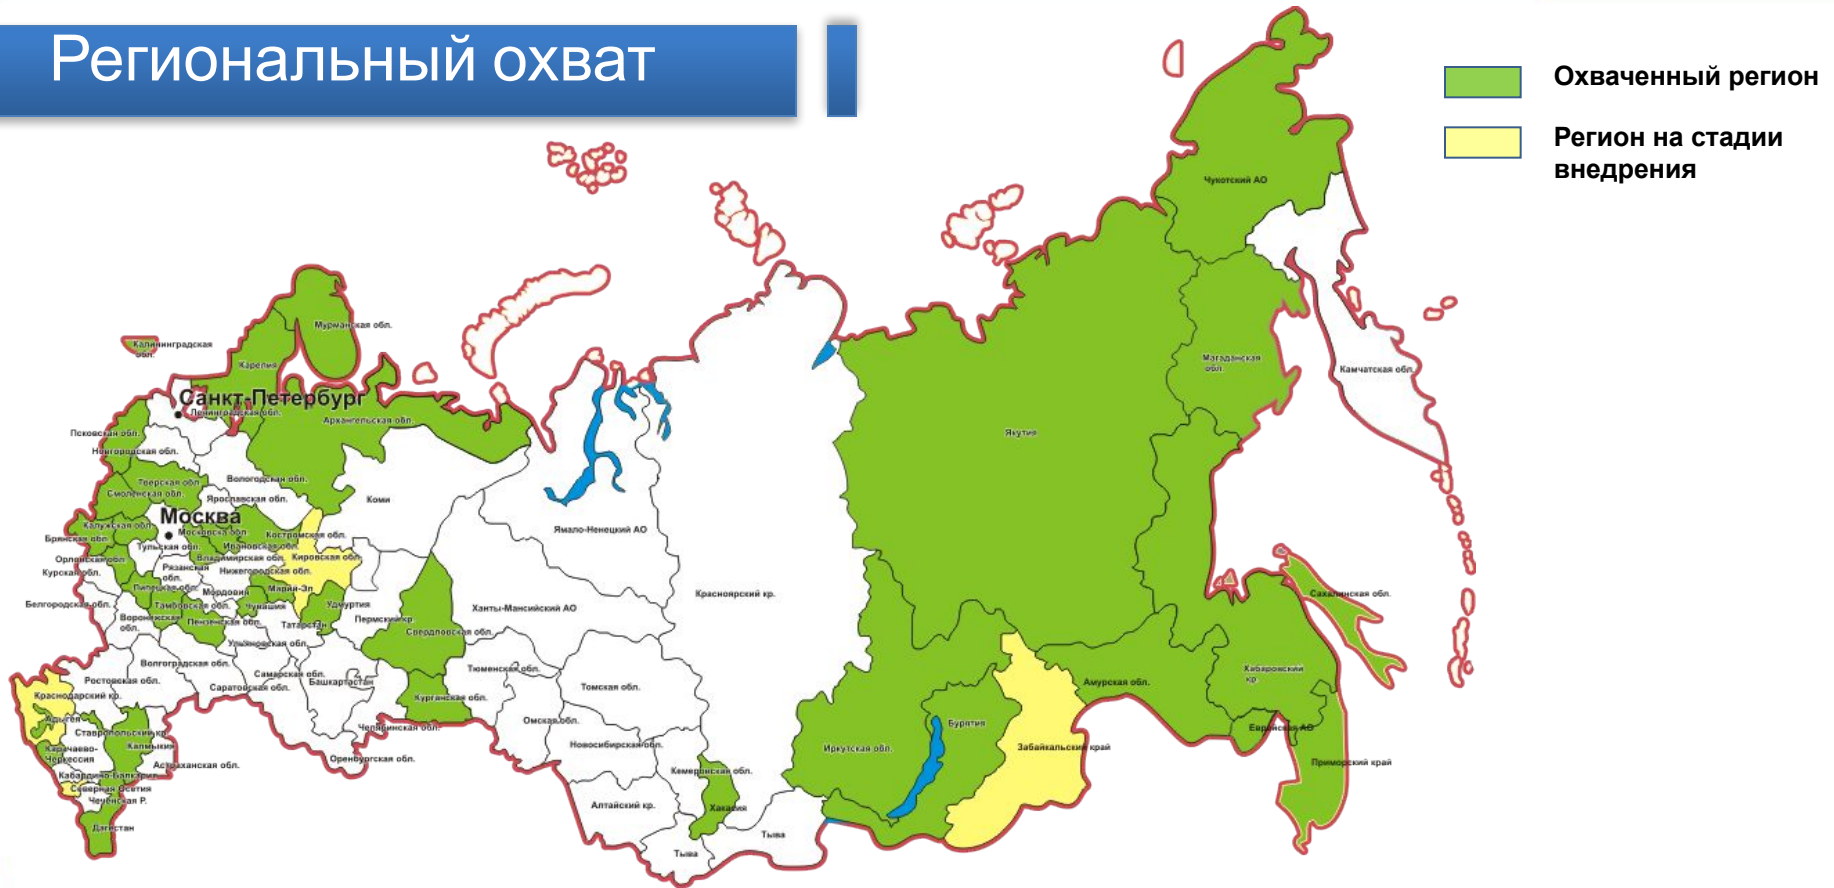 Региональный охват
Охваченный регион
Регион на стадии
внедрения
Чукотский АО
Мурманская обл.
Калининградская
обл.
Карелия
Магаданская
обл.
Камчатская обл.
Санкт-Петербург
Ленинградская обл.
Архангельская обл.
Псковская обл.
Якутия
Новгородская обл.
Вологодская обл.
Тверская обл.
Смоленская обл.
Ярославская обл.
Коми
Москва
Калужская обл.
Московска обл.
Костромская обл.
Ямало-Ненецкий АО
Брянская обл.
Тульская обл.
Ивановская обл.
Орловская обл.
Владимирская обл.
Кировская обл.
Курская обл.
Рязанская
обл.
Нижегородская обл.
Липецкая обл.
Мордовия
Марий-Эл
Красноярский кр.
Сахалинская обл.
Белгородская обл.
Тамбовская обл.
Чувашия
Удмуртия
Ханты-Мансийский АО
Воронежская
обл.
Пензенская обл.
Татарстан
Пермский кр.
Свердловская обл.
Ульяновская обл.
Волгоградская обл.
Самарская обл.
Тюменская обл.
Хабаровский
кр.
Ростовская обл.
Саратовская обл.
Башкартастан
Томская обл.
Амурская обл.
Краснодарский кр.
Курганская обл.
Адыгея
Омская обл.
Бурятия
Ставропольский кр.
Челябинская обл.
Еврейская АО
Калмыкия
Новосибирская обл.
Иркутская обл.
Забайкальский край
Карачаево-
Черкессия
Астраханская обл.
Оренбургская обл.
Приморский край
Кабардино-Балкария
Кемеровская обл.
Северная Осетия
Чеченская Р.
Алтайский кр.
Хакасия
Дагестан
Тыва
Тыва